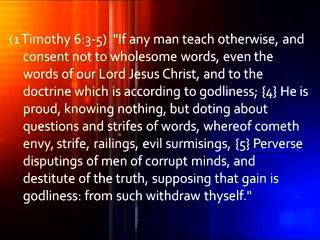 (1 Timothy 6:3-5)  "If any man teach otherwise, and
consent not to wholesome words, even the
words of our Lord Jesus Christ, and to the
doctrine which is according to godliness; {4} He is
proud, knowing nothing, but doting about
questions and strifes of words, whereof cometh
envy, strife, railings, evil surmisings, {5} Perverse
disputings of men of corrupt minds, and
destitute of the truth, supposing that gain is
godliness: from such withdraw thyself."